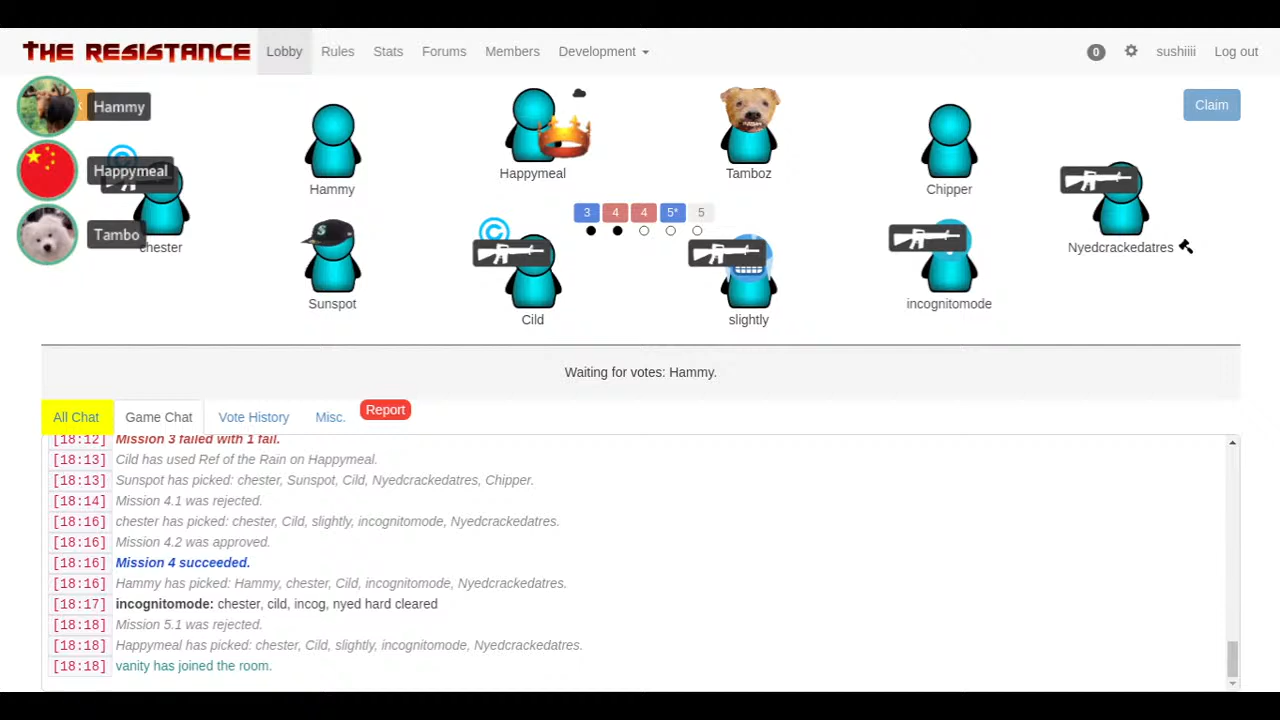 THE RESISTANCE Lobby Rules Stats Forums Members Development 0 sushiiii Log out
Hammy
Happymeal
Tambo
Claim
Hammy
Happymeal
Tamboz
Chipper
chester
Nyedcrackedatres
3 4 4 5* 5
Sunspot
Cild
slightly
incognitomode
Waiting for votes: Hammy.
All Chat Game Chat Vote History Misc. Report
[18:12] Mission 3 failed with 1 fail.
[18:13] Cild has used Ref of the Rain on Happymeal.
[18:13] Sunspot has picked: chester, Sunspot, Cild, Nyedcrackedatres, Chipper.
[18:14] Mission 4.1 was rejected.
[18:16] chester has picked: chester, Cild, slightly, incognitomode, Nyedcrackedatres.
[18:16] Mission 4.2 was approved.
[18:16] Mission 4 succeeded.
[18:16] Hammy has picked: Hammy, chester, Cild, incognitomode, Nyedcrackedatres.
[18:17] incognitomode: chester, cild, incog, nyed hard cleared
[18:18] Mission 5.1 was rejected.
[18:18] Happymeal has picked: chester, Cild, slightly, incognitomode, Nyedcrackedatres.
[18:18] vanity has joined the room.